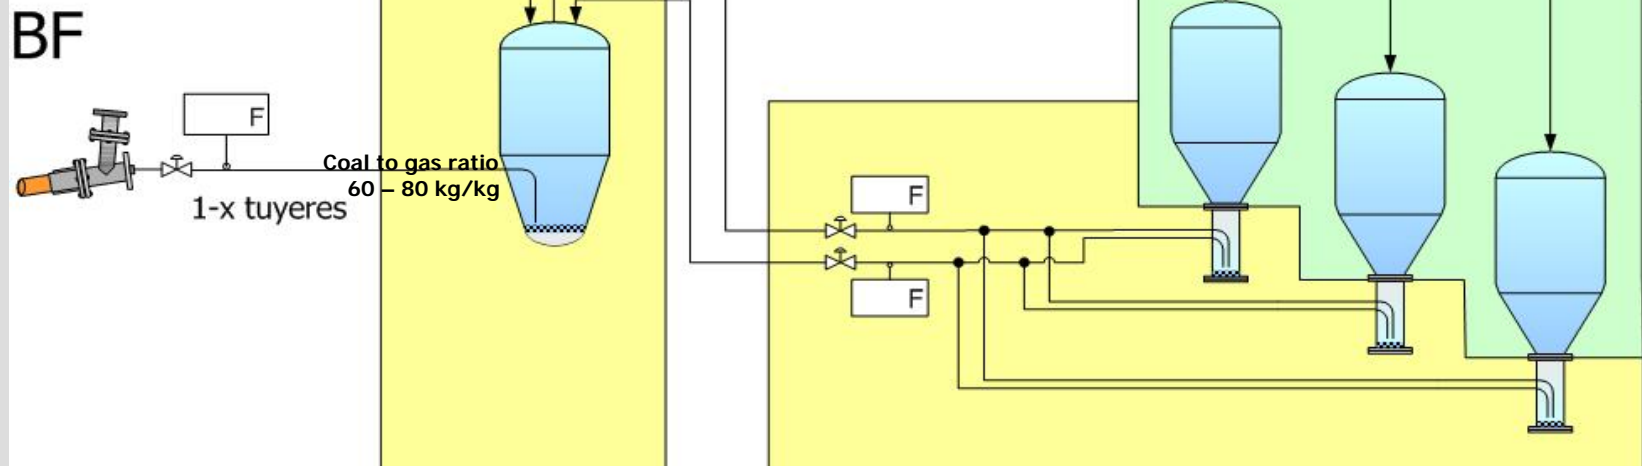 BF
F
Coal to gas ratio
60 – 80 kg/kg
1-x tuyeres
F
F